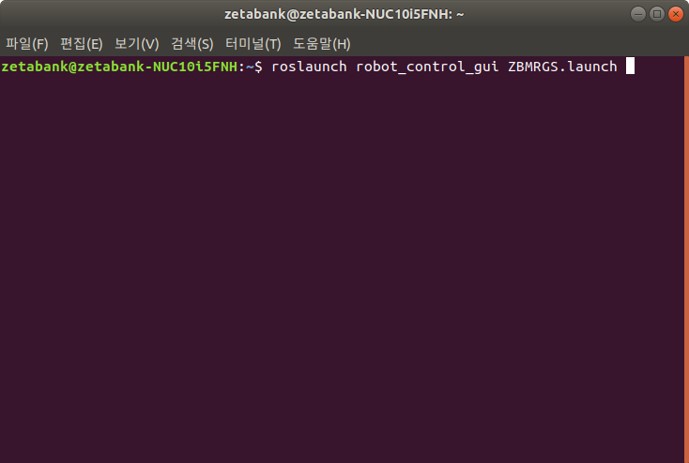 zetabank@zetabank-NUC10i5FNH: ~
파일(F) 편집(E) 보기(V) 검색(S) 터미널(T) 도움말(H)
zetabank@zetabank-NUC10i5FNH:~$ roslaunch robot_control_gui ZBMRGS.launch